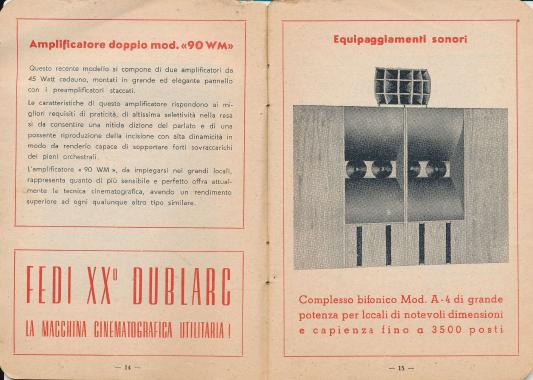 Amplificatore doppio mod. «90 WM»
Questo recente modello si compone di due amplificatori da
45 Watt cadauno, montati in grande ed elegante pannello
con i preamplificatori staccati.
Le caratteristiche di questo amplificatore rispondono ai mi-
gliori requisiti di praticità, di altissima selettività nella resa
sì da consentire una nitida dizione del parlato e di una
possente riproduzione della incisione con alta dinamicità in
modo da renderlo capace di sopportare forti sovraccarichi
dei pieni orchestrali.
L'amplificatore « 90 WM », da impiegarsi nei grandi locali,
rappresenta quanto di più sensibile e perfetto offra attual-
mente la tecnica cinematografica, avendo un rendimento
superiore ad ogni qualunque altro tipo similare.
FEDI XX° DUBLARC
LA MACCHINA CINEMATOGRAFICA UTILITARIA !
— 14 —
Equipaggiamenti sonori
Complesso bifonico Mod. A-4 di grande
potenza per locali di notevoli dimensioni
e capienza fino a 3500 posti
— 15 —